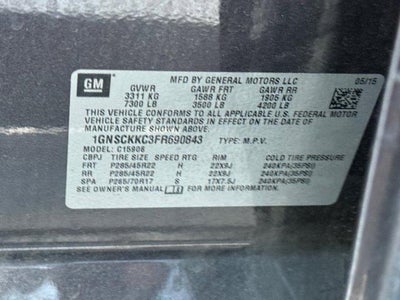 GM
MFD BY GENERAL MOTORS LLC 05/15
GVWR GAWR FRT GAWR RR
3311 KG 1588 KG 1905 KG
7300 LB 3500 LB 4200 LB
THIS VEHICLE CONFORMS TO ALL APPLICABLE U.S. FEDERAL MOTOR
VEHICLE SAFETY STANDARDS IN EFFECT ON THE DATE OF
MANUFACTURE SHOWN ABOVE.
1GNSCKKC3FR690843 TYPE: M.P.V.
MODEL: C15906
CBPJ TIRE SIZE SPEED RTG RIM COLD TIRE PRESSURE
FRT P285/45R22 H 22X9J 240KPA(35PSI)
RR P285/45R22 H 22X9J 240KPA(35PSI)
SPA P265/70R17 S 17X7.5J 240KPA(35PSI)
SEE OWNER'S MANUAL FOR ADDITIONAL INFORMATION.